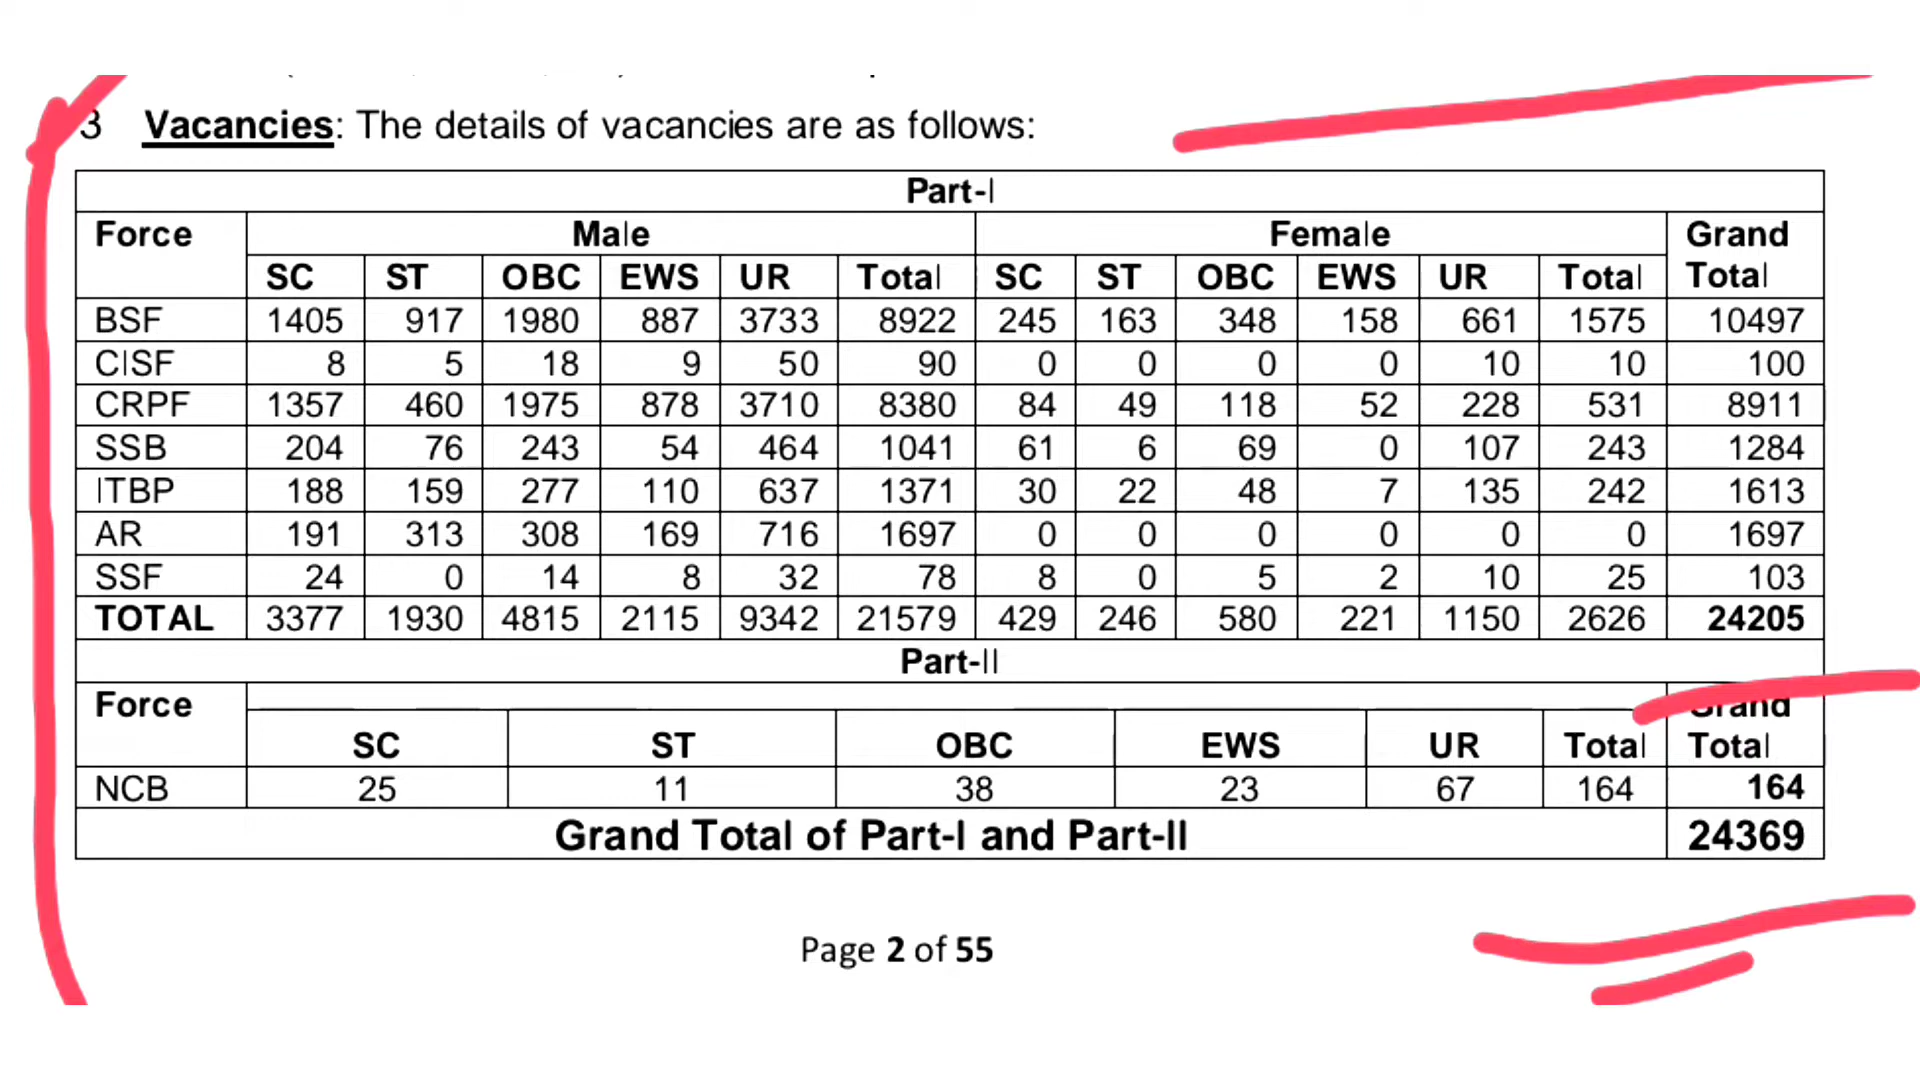 3 Vacancies: The details of vacancies are as follows:
Part-I
Force Male Female Grand Total
SC ST OBC EWS UR Total SC ST OBC EWS UR Total
BSF 1405 917 1980 887 3733 8922 245 163 348 158 661 1575 10497
CISF 8 5 18 9 50 90 0 0 0 0 10 10 100
CRPF 1357 460 1975 878 3710 8380 84 49 118 52 228 531 8911
SSB 204 76 243 54 464 1041 61 6 69 0 107 243 1284
ITBP 188 159 277 110 637 1371 30 22 48 7 135 242 1613
AR 191 313 308 169 716 1697 0 0 0 0 0 0 1697
SSF 24 0 14 8 32 78 8 0 5 2 10 25 103
TOTAL 3377 1930 4815 2115 9342 21579 429 246 580 221 1150 2626 24205
Part-II
Force Grand
SC ST OBC EWS UR Total Total
NCB 25 11 38 23 67 164 164
Grand Total of Part-I and Part-II 24369
Page 2 of 55